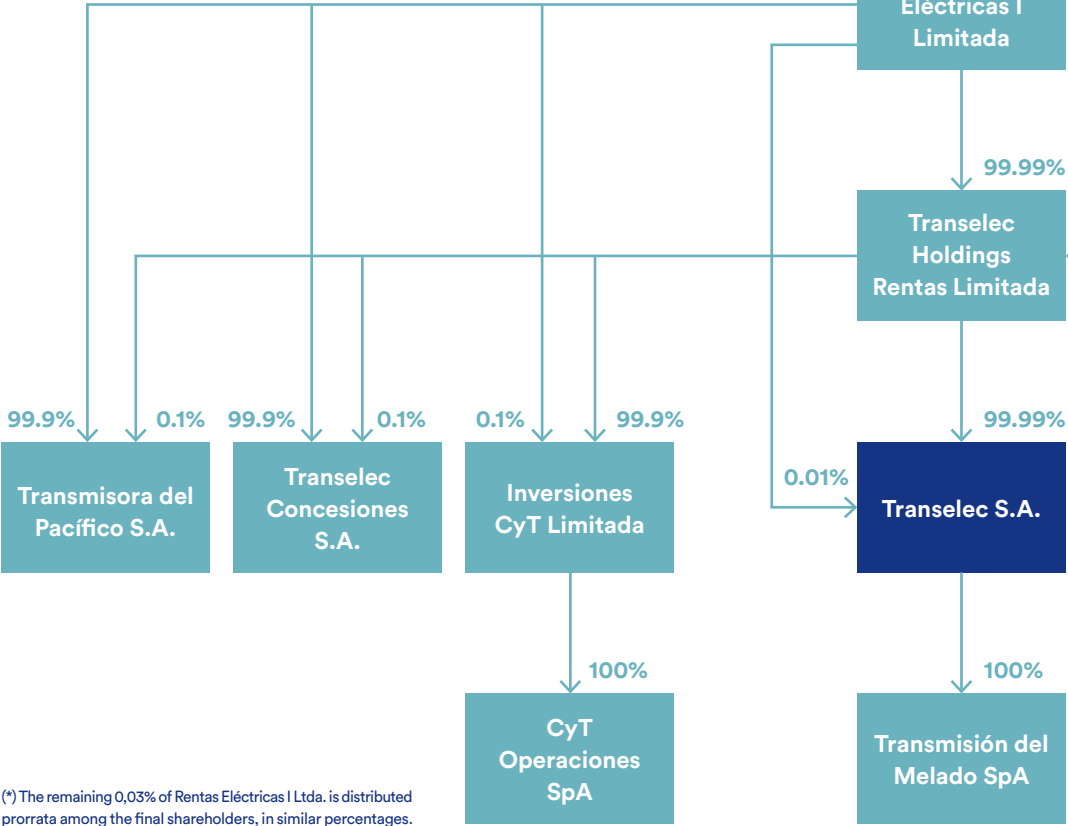 Eléctricas I
Limitada
99.99%
Transelec
Holdings
Rentas Limitada
99.9%
0.1%
99.9%
0.1%
0.1%
99.9%
99.99%
Transmisora del
Pacífico S.A.
Transelec
Concesiones
S.A.
Inversiones
CyT Limitada
0.01%
Transelec S.A.
100%
100%
CyT
Operaciones
SpA
Transmisión del
Melado SpA
(*) The remaining 0,03% of Rentas Eléctricas I Ltda. is distributed
prorrata among the final shareholders, in similar percentages.